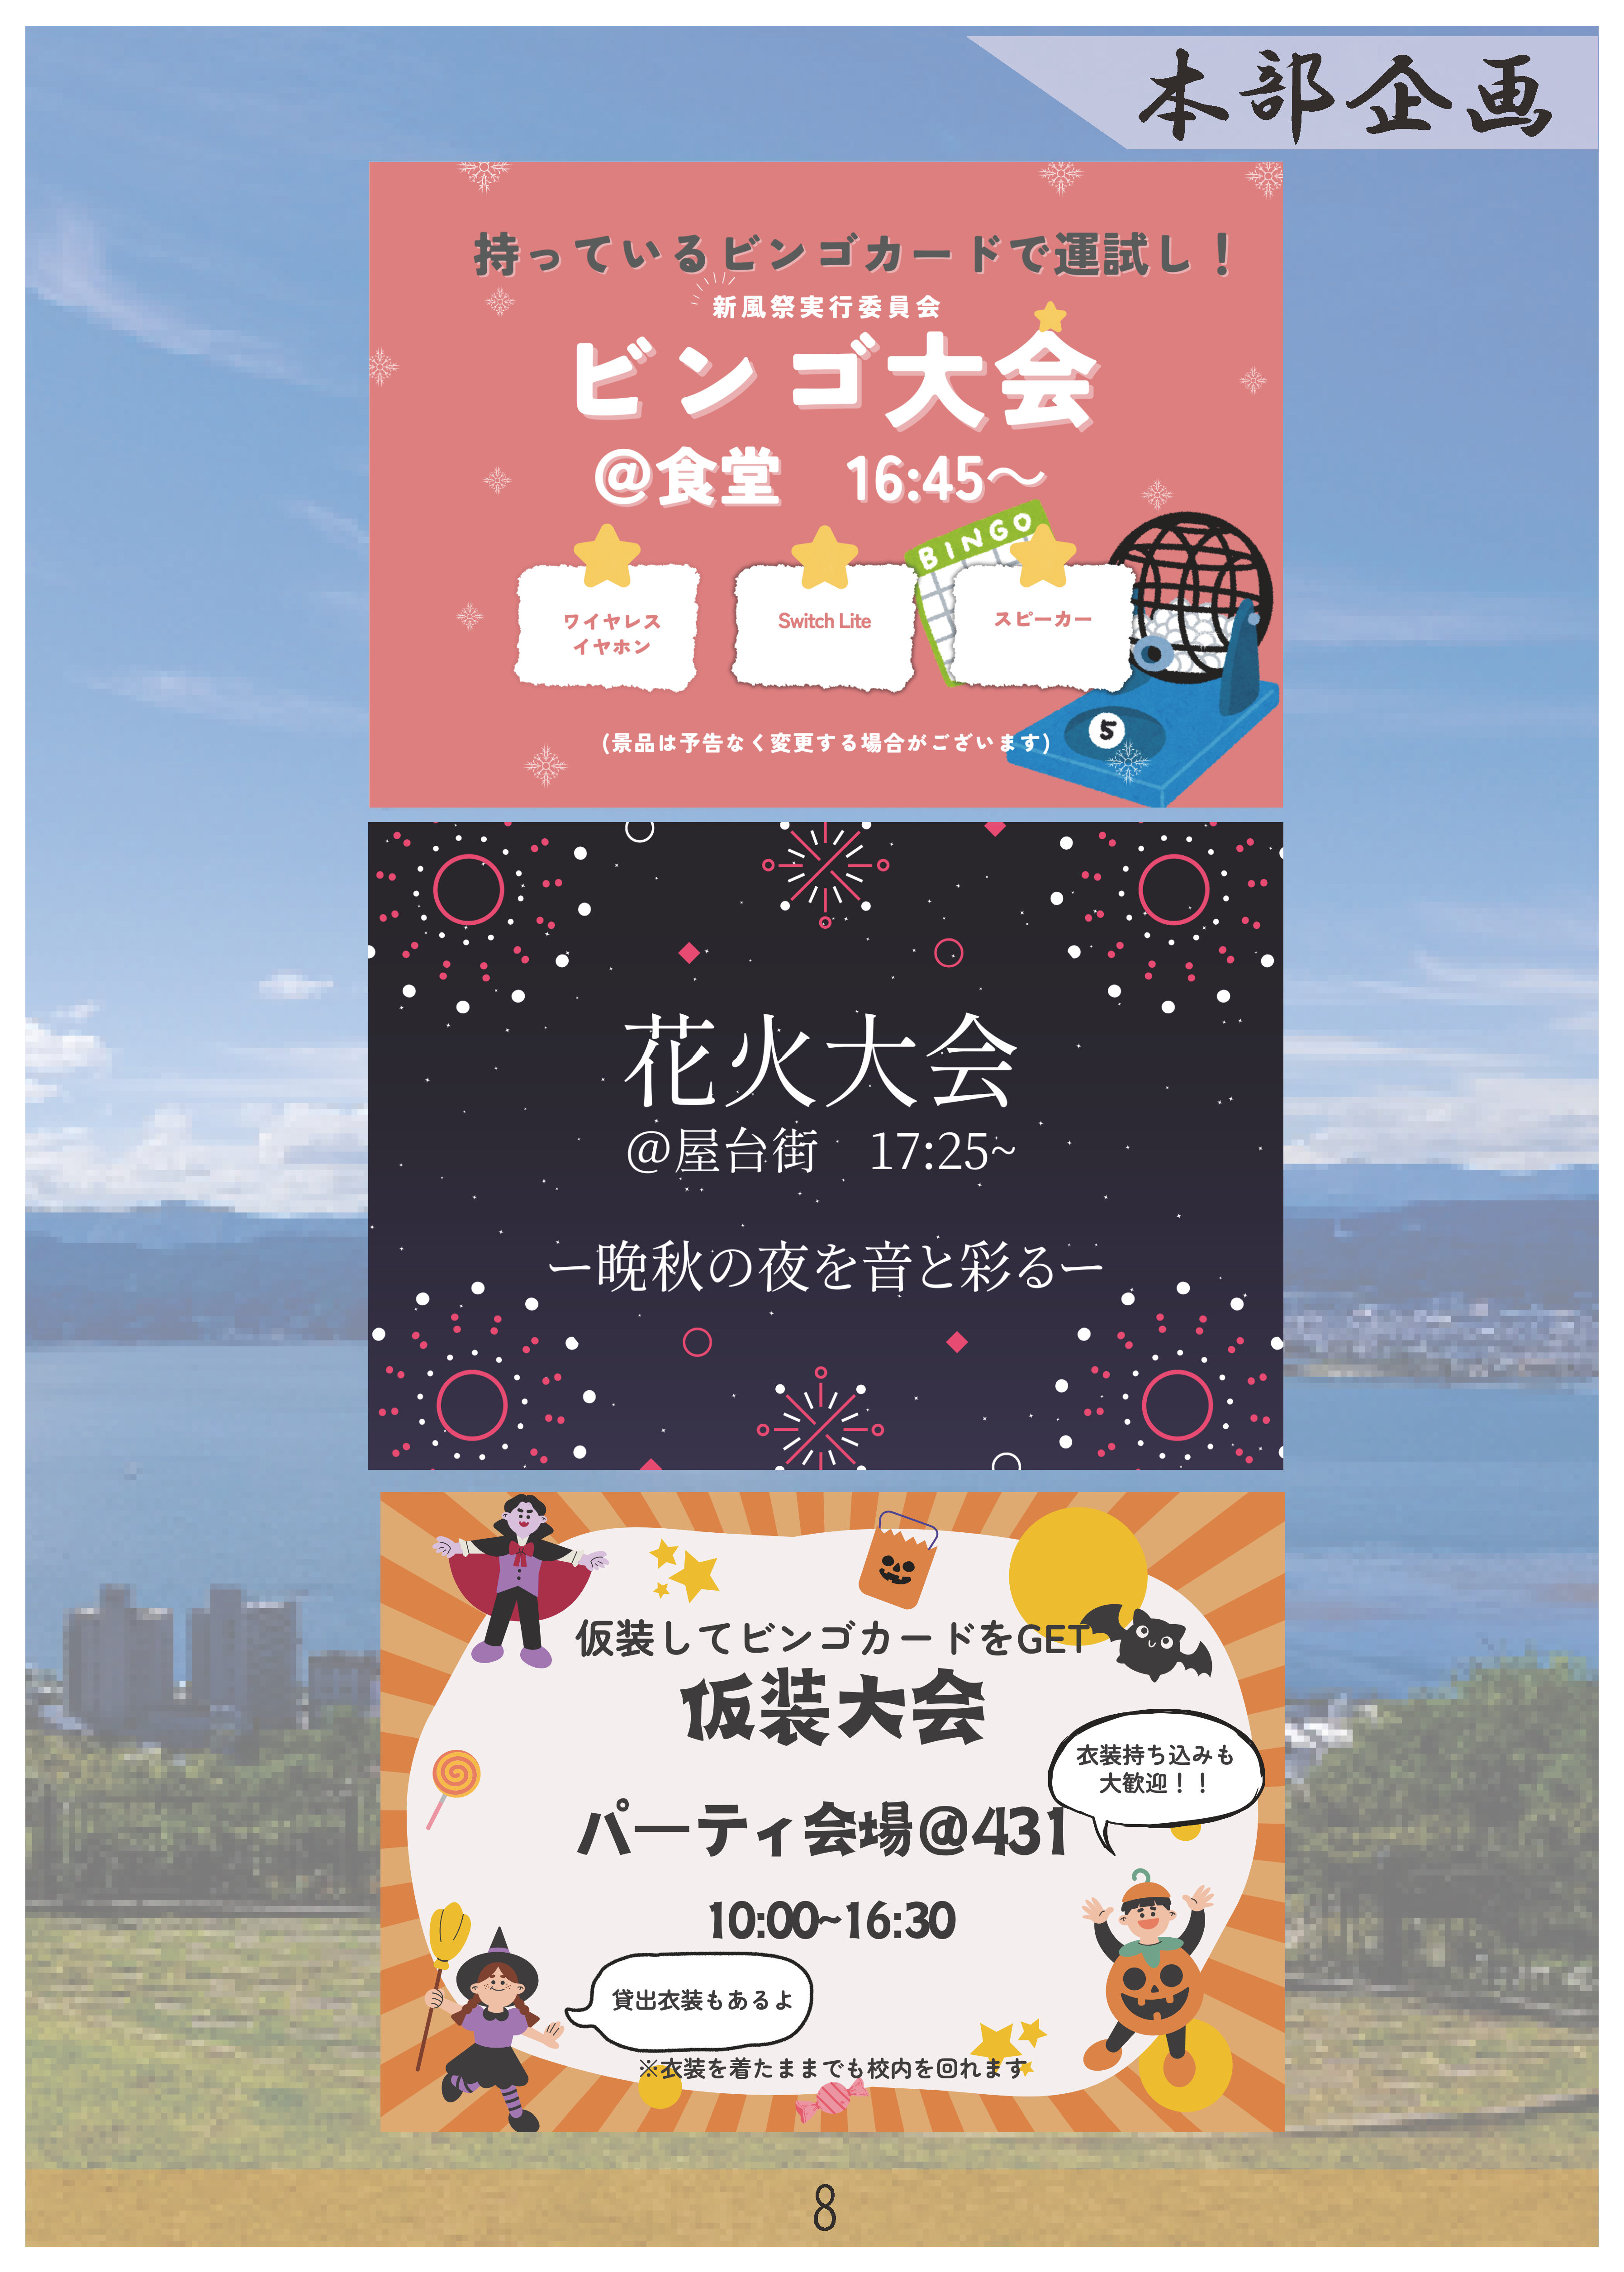 本部企画
持っているビンゴカードで運試し！
新風祭実行委員会
ビンゴ大会
@食堂　16:45〜
BINGO
ワイヤレス
イヤホン
Switch Lite
スピーカー
5
(景品は予告なく変更する場合がございます)
花火大会
@屋台街　17:25~
ー晩秋の夜を音と彩るー
仮装してビンゴカードをGET
仮装大会
衣装持ち込みも
大歓迎！！
パーティ会場@431
10:00~16:30
貸出衣装もあるよ
※衣装を着たままでも校内を回れます
8